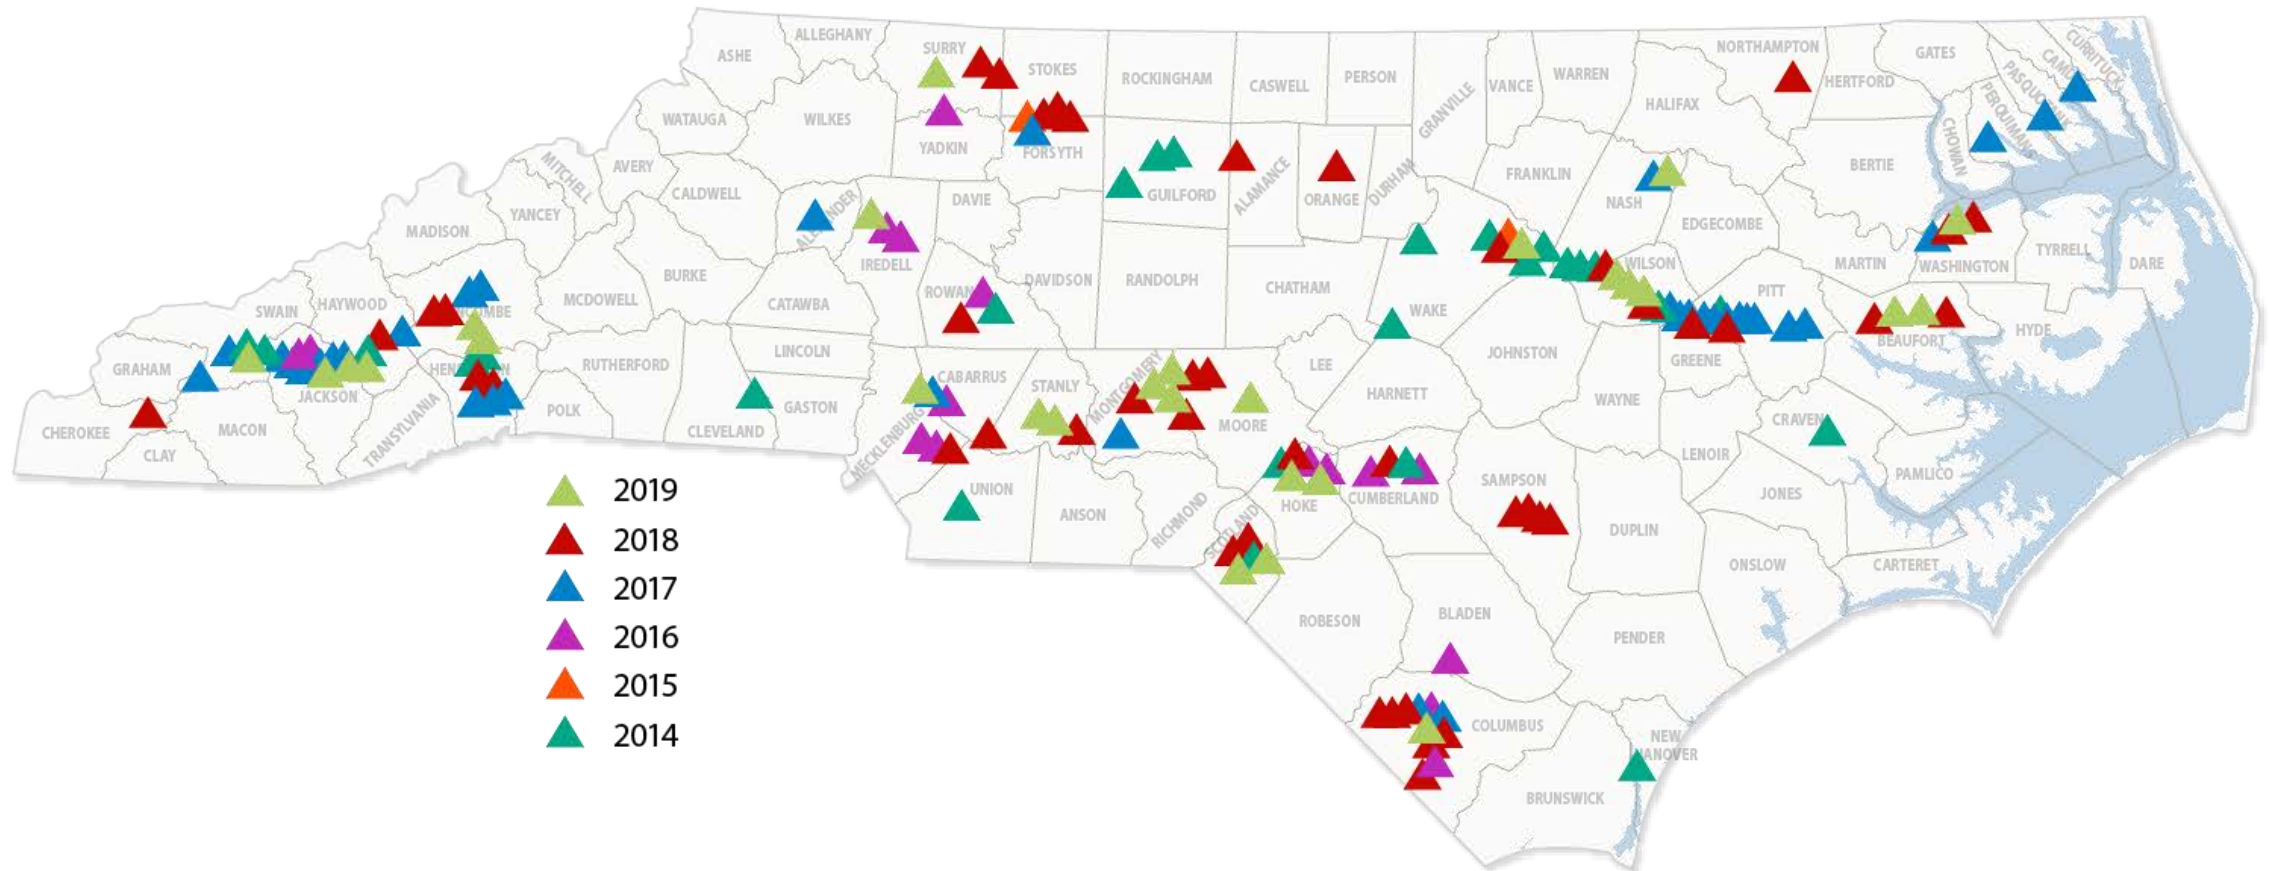 ALLEGHANY
ASHE
SURRY
STOKES
ROCKINGHAM
CASWELL
PERSON
GRANVILLE
VANCE
WARREN
NORTHAMPTON
HALIFAX
HERTFORD
GATES
CURRITUCK
PASQUOTANK
PERQUIMANS
CHOWAN
WATAUGA
WILKES
YADKIN
FORSYTH
GUILFORD
ALAMANCE
ORANGE
DURHAM
FRANKLIN
NASH
EDGECOMBE
BERTIE
MITCHELL
AVERY
CALDWELL
YANCEY
MADISON
DAVIE
IREDELL
BURKE
MCDOWELL
CATAWBA
ROWAN
DAVIDSON
RANDOLPH
CHATHAM
WAKE
WILSON
PITT
MARTIN
WASHINGTON
TYRRELL
DARE
SWAIN
HAYWOOD
GRAHAM
JACKSON
CHEROKEE
CLAY
MACON
TRANSYLVANIA
POLK
RUTHERFORD
LINCOLN
CLEVELAND
GASTON
MECKLENBURG
CABARRUS
STANLY
MONTGOMERY
MOORE
LEE
HARNETT
JOHNSTON
WAYNE
GREENE
BEAUFORT
HYDE
LENOIR
CRAVEN
PAMLICO
JONES
CARTERET
ONSLOW
DUPLIN
SAMPSON
CUMBERLAND
HOKE
SCOTLAND
RICHMOND
ANSON
UNION
ROBESON
BLADEN
PENDER
COLUMBUS
NEW
HANOVER
BRUNSWICK
2019
2018
2017
2016
2015
2014